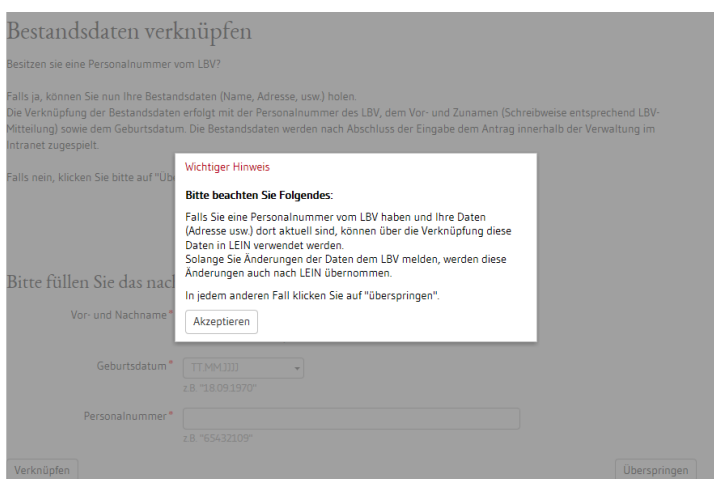 Bestandsdaten verknüpfen
Besitzen sie eine Personalnummer vom LBV?
Falls ja, können Sie nun Ihre Bestandsdaten (Name, Adresse, usw.) holen.
Die Verknüpfung der Bestandsdaten erfolgt mit der Personalnummer des LBV, dem Vor- und Zunamen (Schreibweise entsprechend LBV-
Mitteilung) sowie dem Geburtsdatum. Die Bestandsdaten werden nach Abschluss der Eingabe dem Antrag innerhalb der Verwaltung im
Intranet zugespielt.
Falls nein, klicken Sie bitte auf "Üb
Wichtiger Hinweis
Bitte beachten Sie Folgendes:
Falls Sie eine Personalnummer vom LBV haben und Ihre Daten
(Adresse usw.) dort aktuell sind, können über die Verknüpfung diese
Daten in LEIN verwendet werden.
Solange Sie Änderungen der Daten dem LBV melden, werden diese
Änderungen auch nach LEIN übernommen.
In jedem anderen Fall klicken Sie auf "überspringen".
Akzeptieren
Bitte füllen Sie das nach
Vor- und Nachname*
Geburtsdatum*
TT.MM.JJJJ
z.B. "18.09.1970"
Personalnummer*
z.B. "65432109"
Verknüpfen
Überspringen